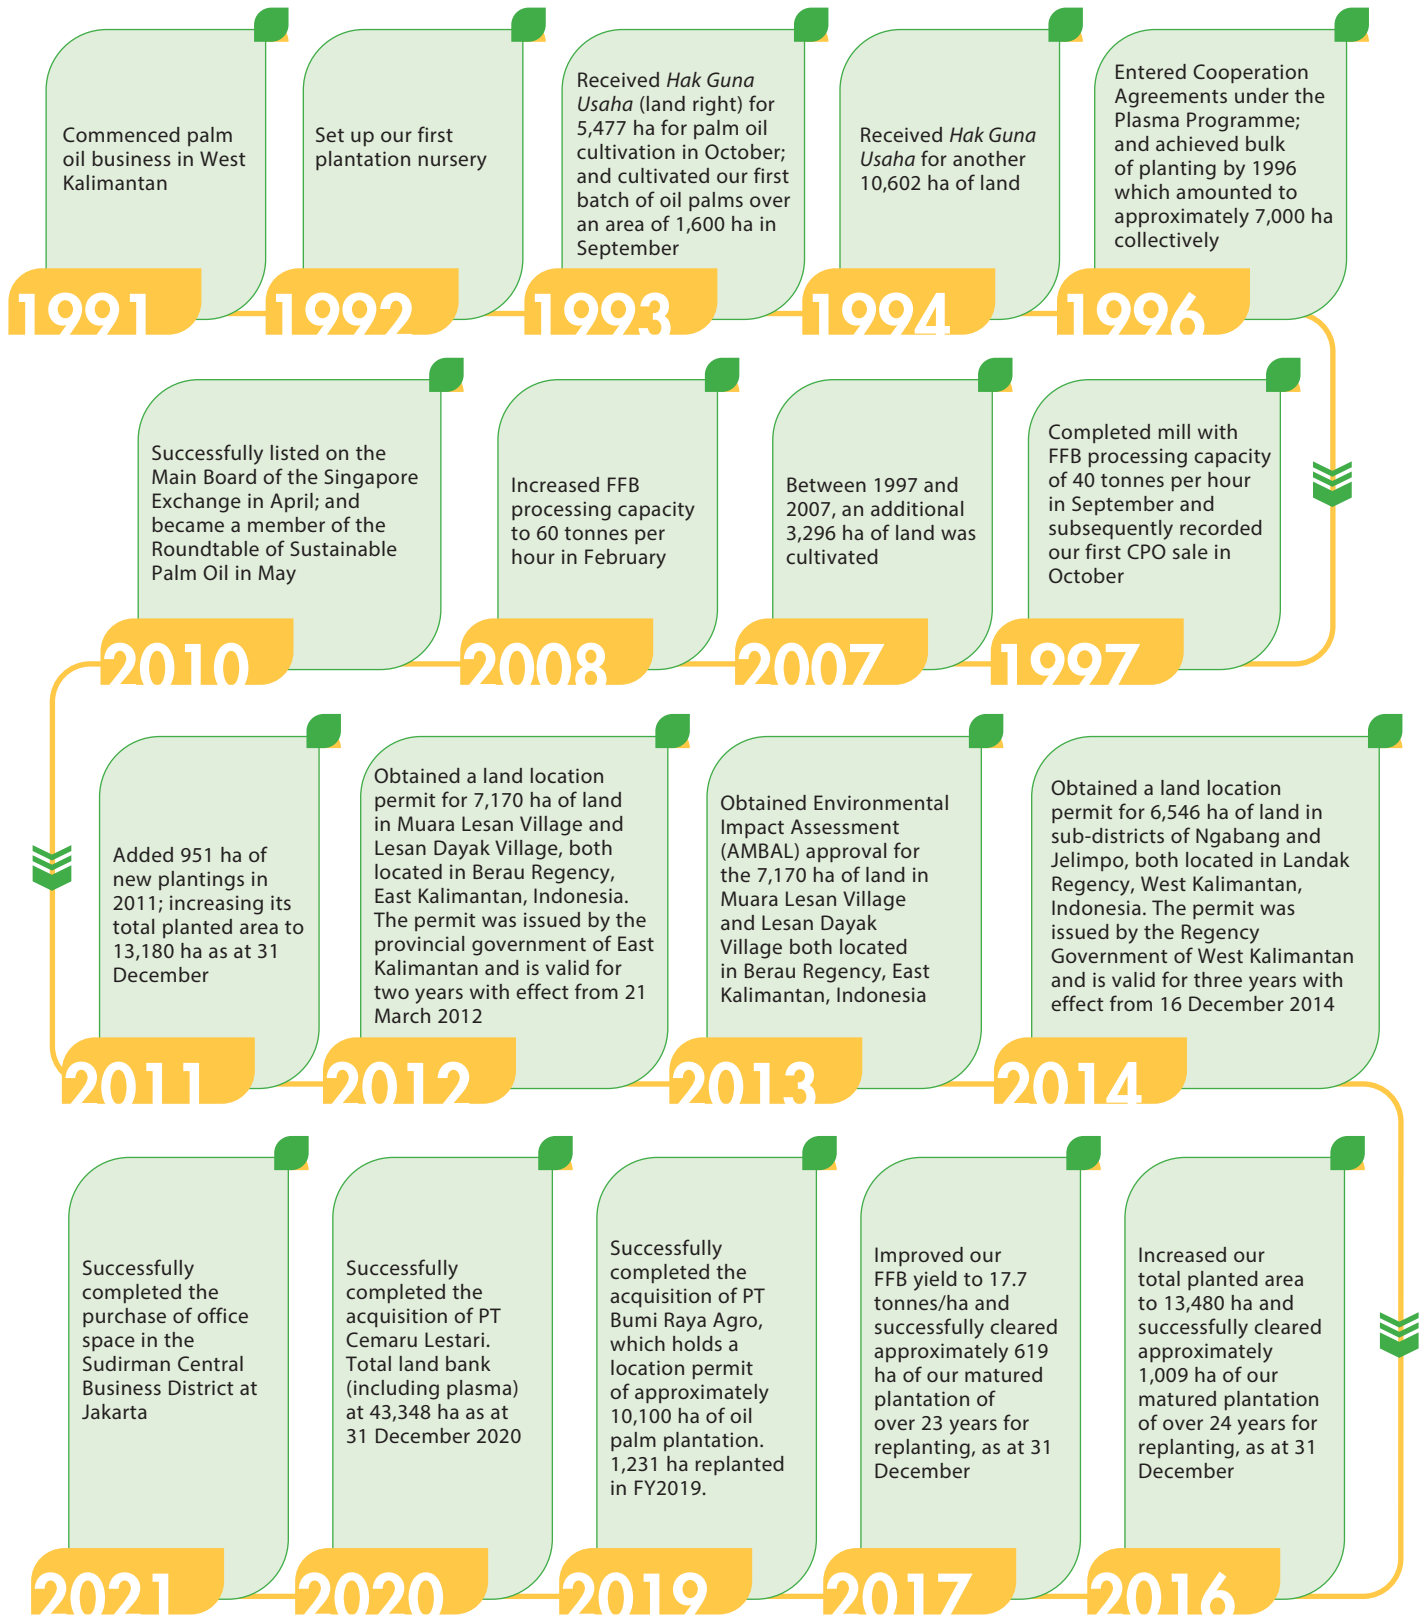 Commenced palm
oil business in West
Kalimantan
1991
Set up our first
plantation nursery
1992
Received Hak Guna
Usaha (land right) for
5,477 ha for palm oil
cultivation in October;
and cultivated our first
batch of oil palms over
an area of 1,600 ha in
September
1993
Received Hak Guna
Usaha for another
10,602 ha of land
1994
Entered Cooperation
Agreements under the
Plasma Programme;
and achieved bulk
of planting by 1996
which amounted to
approximately 7,000 ha
collectively
1996
Completed mill with
FFB processing capacity
of 40 tonnes per hour
in September and
subsequently recorded
our first CPO sale in
October
1997
Between 1997 and
2007, an additional
3,296 ha of land was
cultivated
2007
Increased FFB
processing capacity
to 60 tonnes per
hour in February
2008
Successfully listed on the
Main Board of the Singapore
Exchange in April; and
became a member of the
Roundtable of Sustainable
Palm Oil in May
2010
Added 951 ha of
new plantings in
2011; increasing its
total planted area to
13,180 ha as at 31
December
2011
Obtained a land location
permit for 7,170 ha of land
in Muara Lesan Village and
Lesan Dayak Village, both
located in Berau Regency,
East Kalimantan, Indonesia.
The permit was issued by the
provincial government of East
Kalimantan and is valid for
two years with effect from 21
March 2012
2012
Obtained Environmental
Impact Assessment
(AMBAL) approval for
the 7,170 ha of land in
Muara Lesan Village
and Lesan Dayak
Village both located
in Berau Regency, East
Kalimantan, Indonesia
2013
Obtained a land location
permit for 6,546 ha of land in
sub-districts of Ngabang and
Jelimpo, both located in Landak
Regency, West Kalimantan,
Indonesia. The permit was
issued by the Regency
Government of West Kalimantan
and is valid for three years with
effect from 16 December 2014
2014
Increased our
total planted area
to 13,480 ha and
successfully cleared
approximately
1,009 ha of our
matured plantation
of over 24 years for
replanting, as at 31
December
2016
Improved our
FFB yield to 17.7
tonnes/ha and
successfully cleared
approximately 619
ha of our matured
plantation of
over 23 years for
replanting, as at 31
December
2017
Successfully
completed the
acquisition of PT
Bumi Raya Agro,
which holds a
location permit
of approximately
10,100 ha of oil
palm plantation.
1,231 ha replanted
in FY2019.
2019
Successfully
completed the
acquisition of PT
Cemaru Lestari.
Total land bank
(including plasma)
at 43,348 ha as at
31 December 2020
2020
Successfully
completed the
purchase of office
space in the
Sudirman Central
Business District at
Jakarta
2021